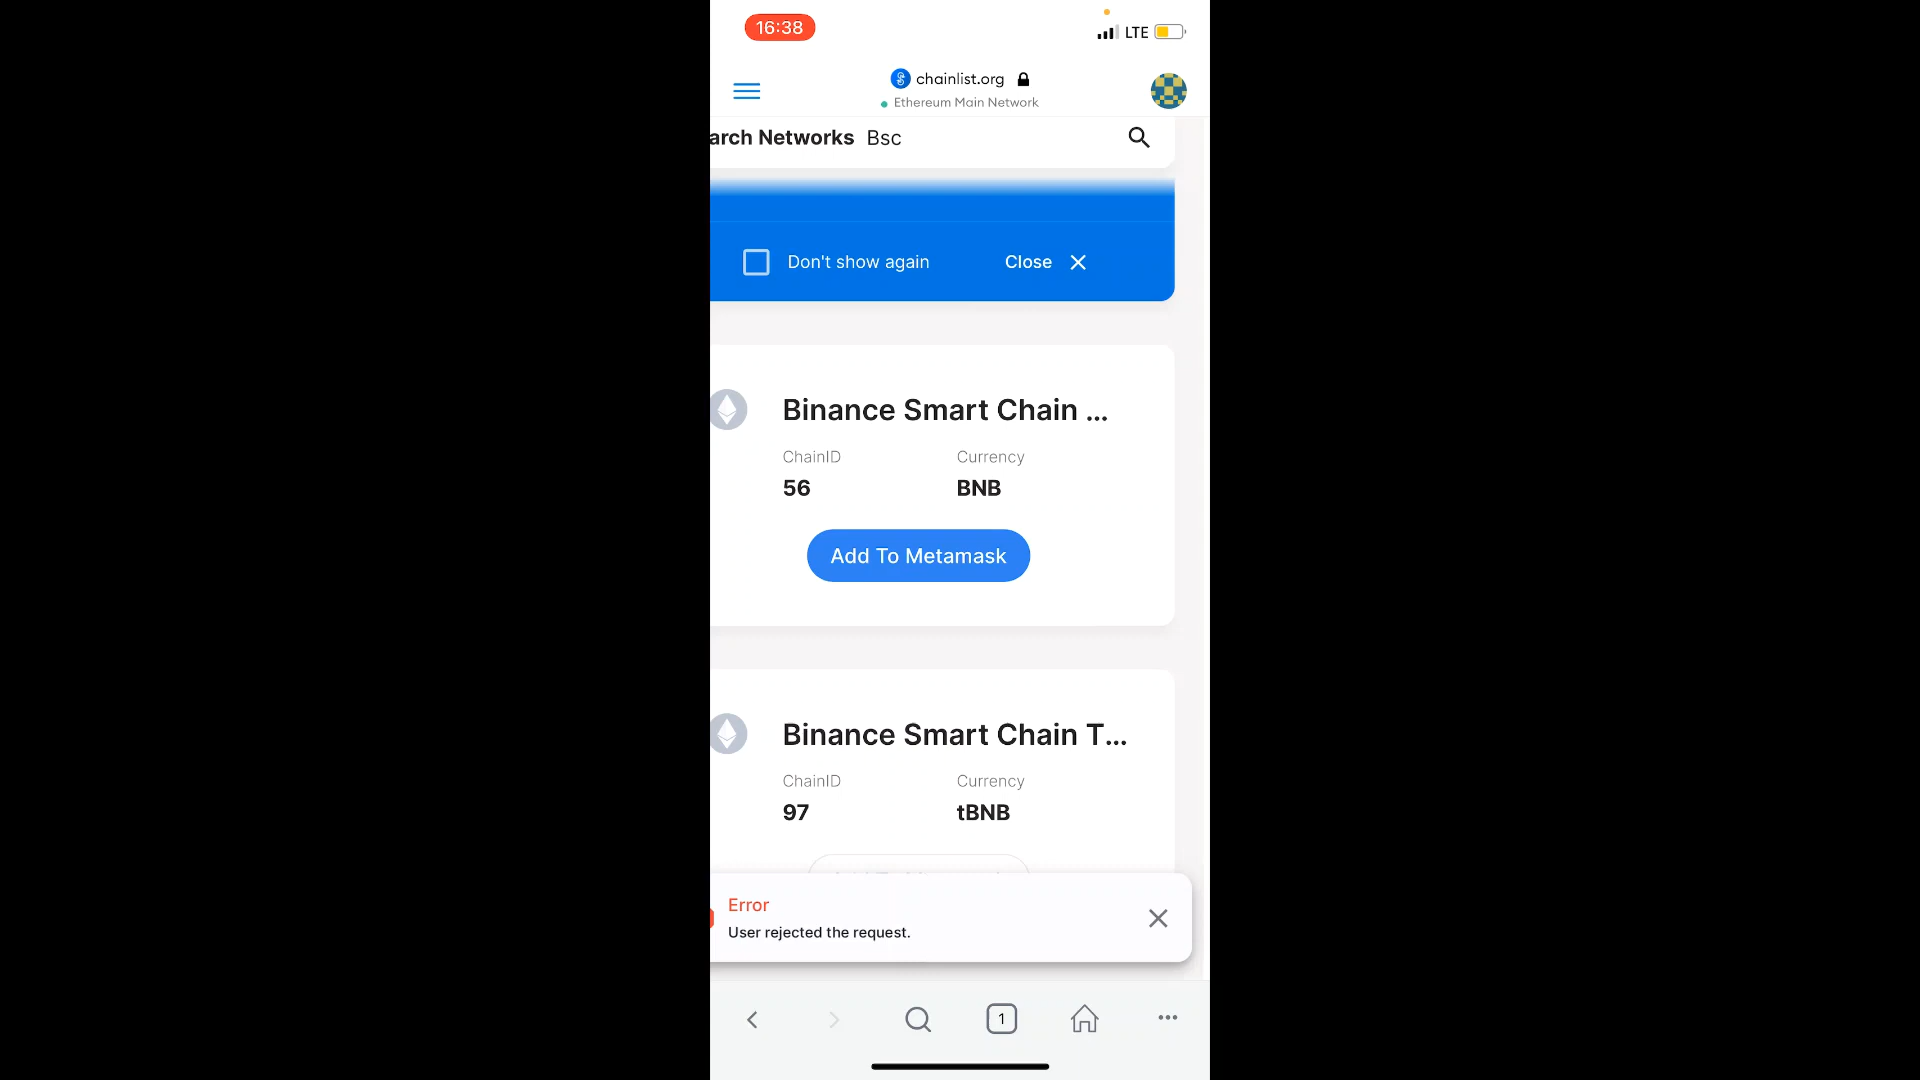 16:38
LTE
chainlist.org
Ethereum Main Network
arch Networks Bsc
Don't show again Close
Binance Smart Chain ...
ChainID Currency
56 BNB
Add To Metamask
Binance Smart Chain T...
ChainID Currency
97 tBNB
Error
User rejected the request.
1